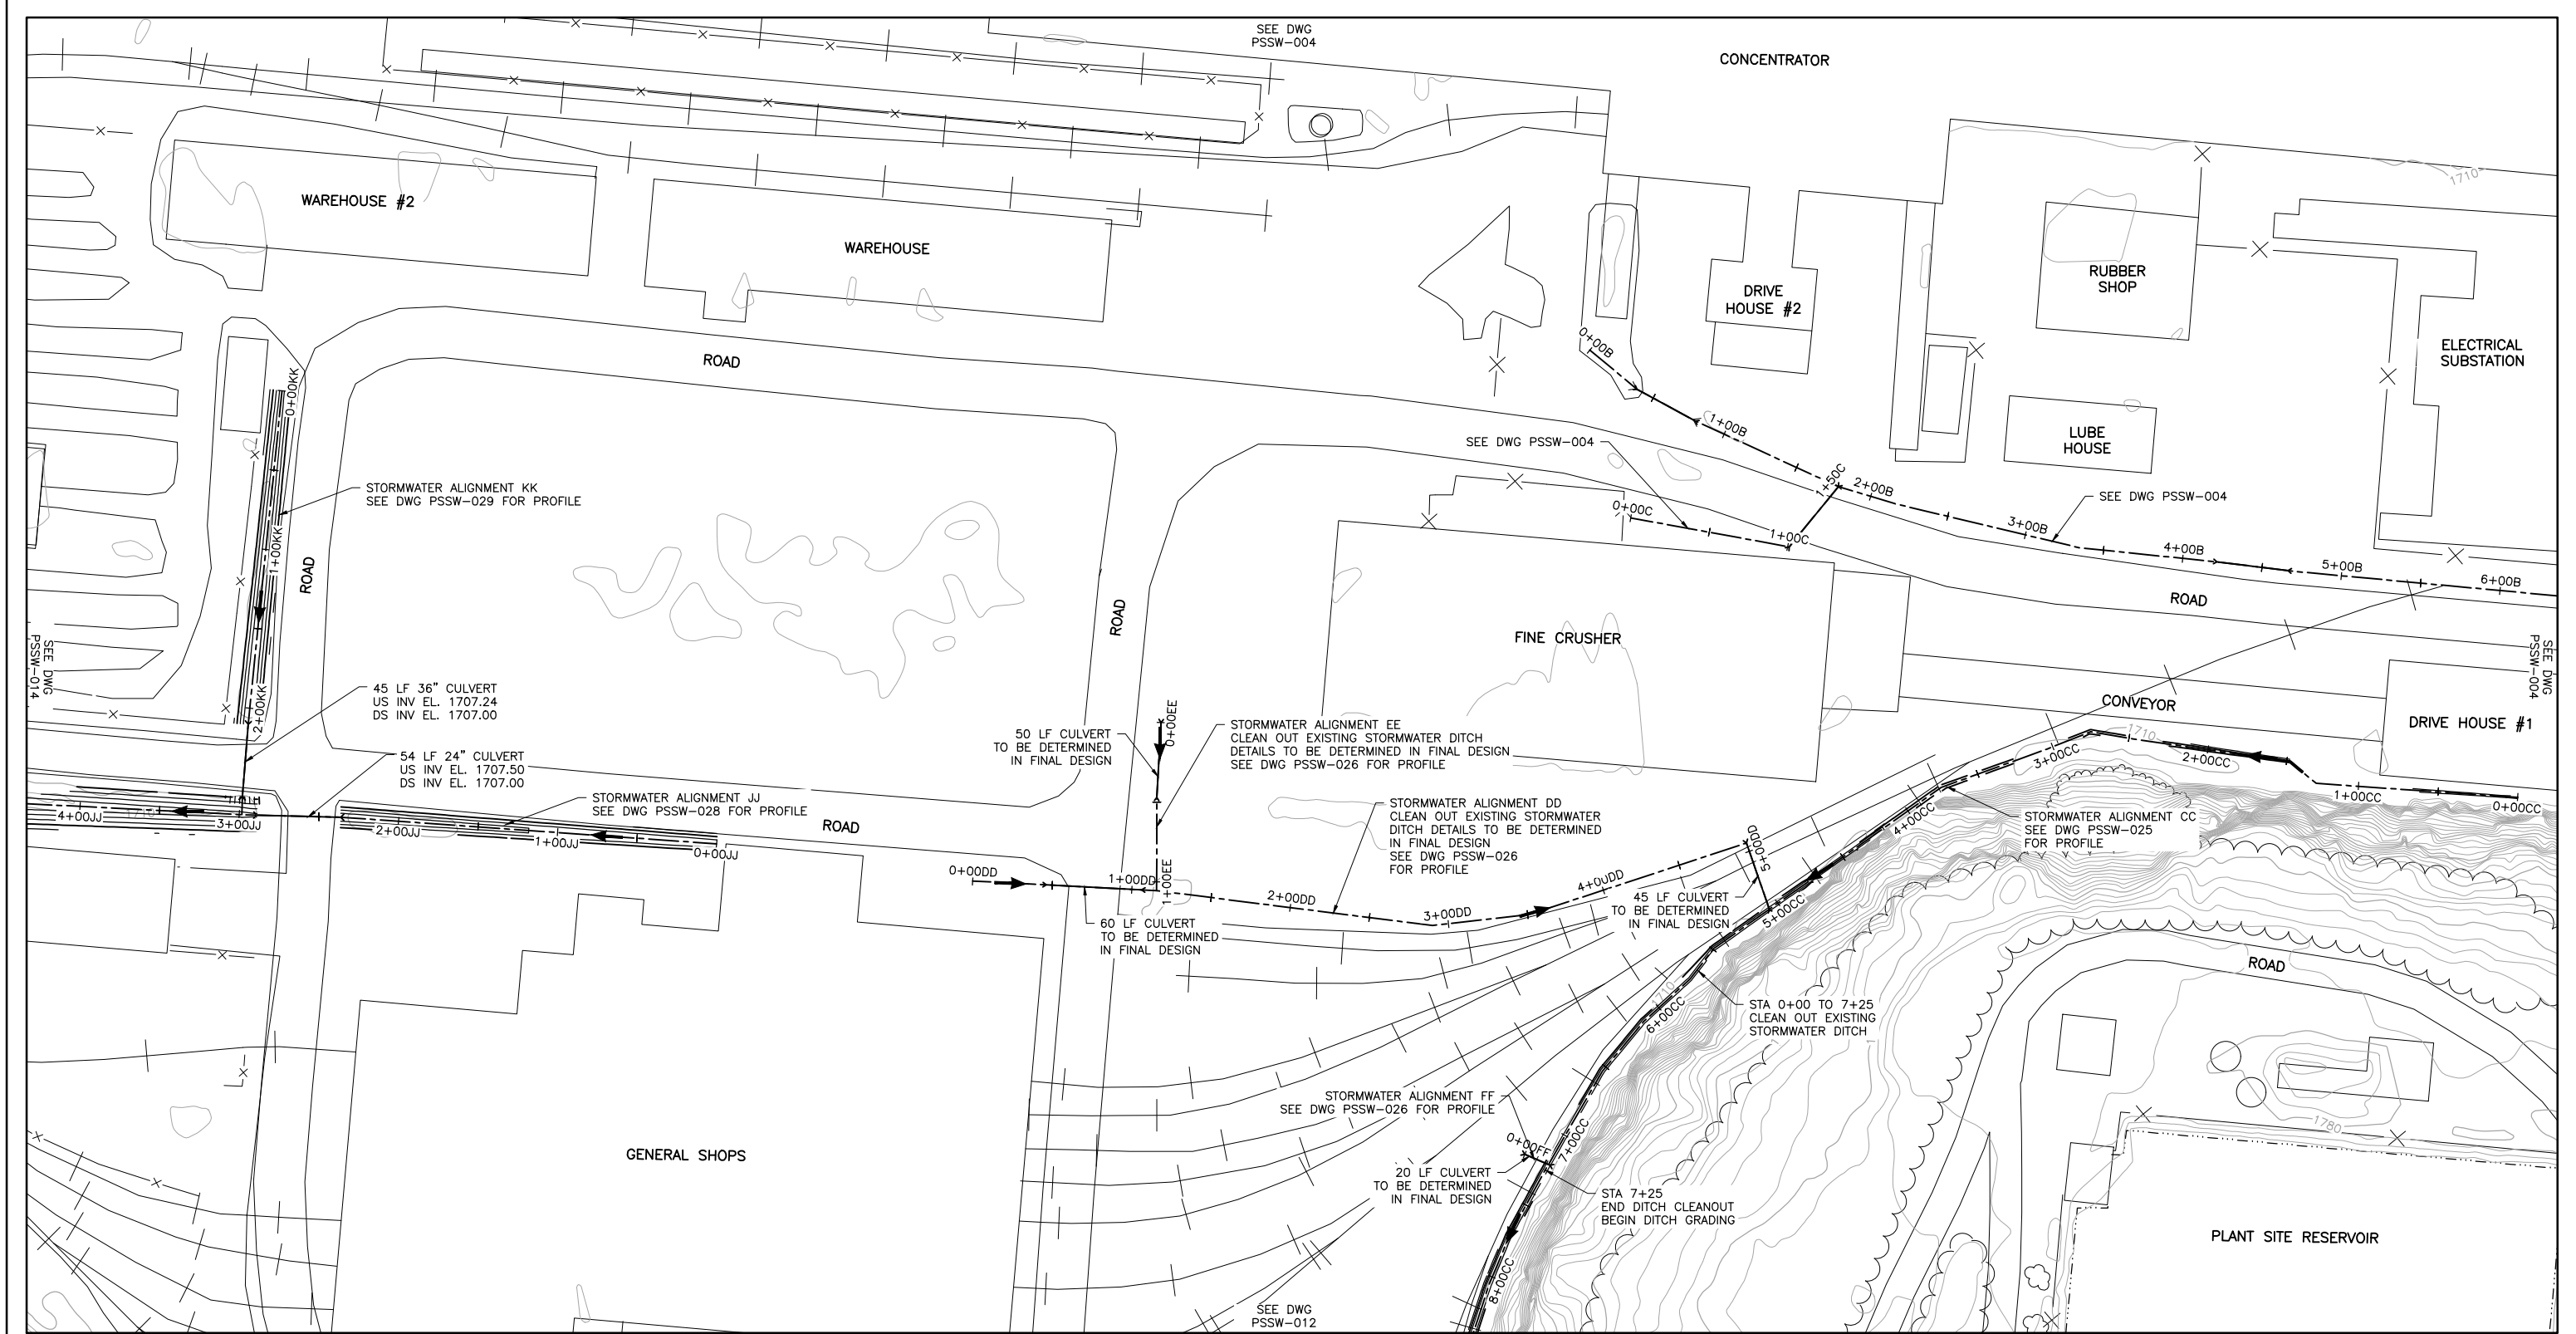 SEE DWG
PSSW-004
CONCENTRATOR
1710
WAREHOUSE #2
WAREHOUSE
RUBBER
SHOP
DRIVE
HOUSE #2
ELECTRICAL
SUBSTATION
LUBE
HOUSE
ROAD
0+00B
1+00B
SEE DWG PSSW-004
1+50C
2+00B
SEE DWG PSSW-004
3+00B
4+00B
5+00B
6+00B
0+00C
1+00C
0+00KK
STORMWATER ALIGNMENT KK
SEE DWG PSSW-029 FOR PROFILE
1+00KK
ROAD
ROAD
ROAD
FINE CRUSHER
SEE DWG
PSSW-014
SEE DWG
PSSW-004
CONVEYOR
DRIVE HOUSE #1
2+00KK
45 LF 36" CULVERT
US INV EL. 1707.24
DS INV EL. 1707.00
54 LF 24" CULVERT
US INV EL. 1707.50
DS INV EL. 1707.00
50 LF CULVERT
TO BE DETERMINED
IN FINAL DESIGN
0+00EE
STORMWATER ALIGNMENT EE
CLEAN OUT EXISTING STORMWATER DITCH
DETAILS TO BE DETERMINED IN FINAL DESIGN
SEE DWG PSSW-026 FOR PROFILE
1710
3+00CC
2+00CC
1+00CC
0+00CC
STORMWATER ALIGNMENT JJ
SEE DWG PSSW-028 FOR PROFILE
STORMWATER ALIGNMENT DD
CLEAN OUT EXISTING STORMWATER
DITCH DETAILS TO BE DETERMINED
IN FINAL DESIGN
SEE DWG PSSW-026
FOR PROFILE
4+00CC
STORMWATER ALIGNMENT CC
SEE DWG PSSW-025
FOR PROFILE
4+00JJ
1710
3+00JJ
2+00JJ
1+00JJ
0+00JJ
ROAD
0+00DD
1+00DD
1+00EE
2+00DD
3+00DD
4+00DD
5+00DD
45 LF CULVERT
TO BE DETERMINED
IN FINAL DESIGN
5+00CC
60 LF CULVERT
TO BE DETERMINED
IN FINAL DESIGN
ROAD
1710
6+00CC
STA 0+00 TO 7+25
CLEAN OUT EXISTING
STORMWATER DITCH
STORMWATER ALIGNMENT FF
SEE DWG PSSW-026 FOR PROFILE
0+00FF
7+00CC
1780
GENERAL SHOPS
20 LF CULVERT
TO BE DETERMINED
IN FINAL DESIGN
STA 7+25
END DITCH CLEANOUT
BEGIN DITCH GRADING
PLANT SITE RESERVOIR
8+00CC
SEE DWG
PSSW-012